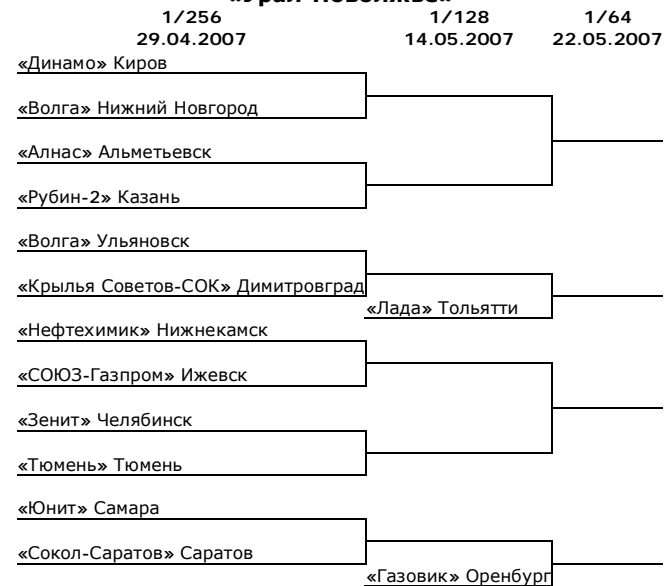 «Урал-Поволжье»
1/256 1/128 1/64
29.04.2007 14.05.2007 22.05.2007
«Динамо» Киров
«Волга» Нижний Новгород
«Алнас» Альметьевск
«Рубин-2» Казань
«Волга» Ульяновск
«Крылья Советов-СОК» Димитровград
«Лада» Тольятти
«Нефтехимик» Нижнекамск
«СОЮЗ-Газпром» Ижевск
«Зенит» Челябинск
«Тюмень» Тюмень
«Юнит» Самара
«Сокол-Саратов» Саратов
«Газовик» Оренбург